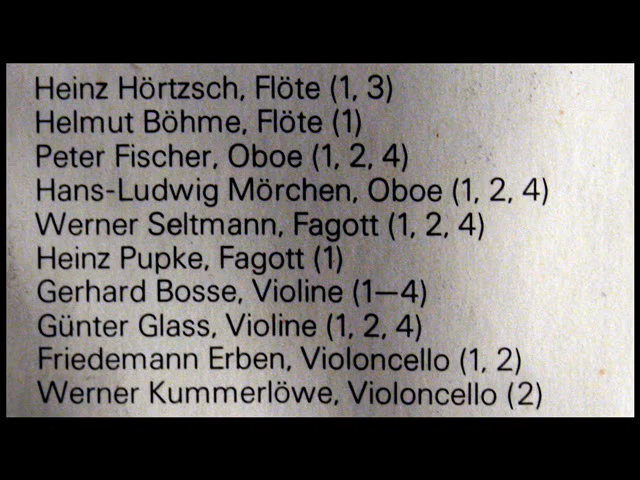 Heinz Hörtzsch, Flöte (1, 3)
Helmut Böhme, Flöte (1)
Peter Fischer, Oboe (1, 2, 4)
Hans-Ludwig Mörchen, Oboe (1, 2, 4)
Werner Seltmann, Fagott (1, 2, 4)
Heinz Pupke, Fagott (1)
Gerhard Bosse, Violine (1—4)
Günter Glass, Violine (1, 2, 4)
Friedemann Erben, Violoncello (1, 2)
Werner Kummerlöwe, Violoncello (2)